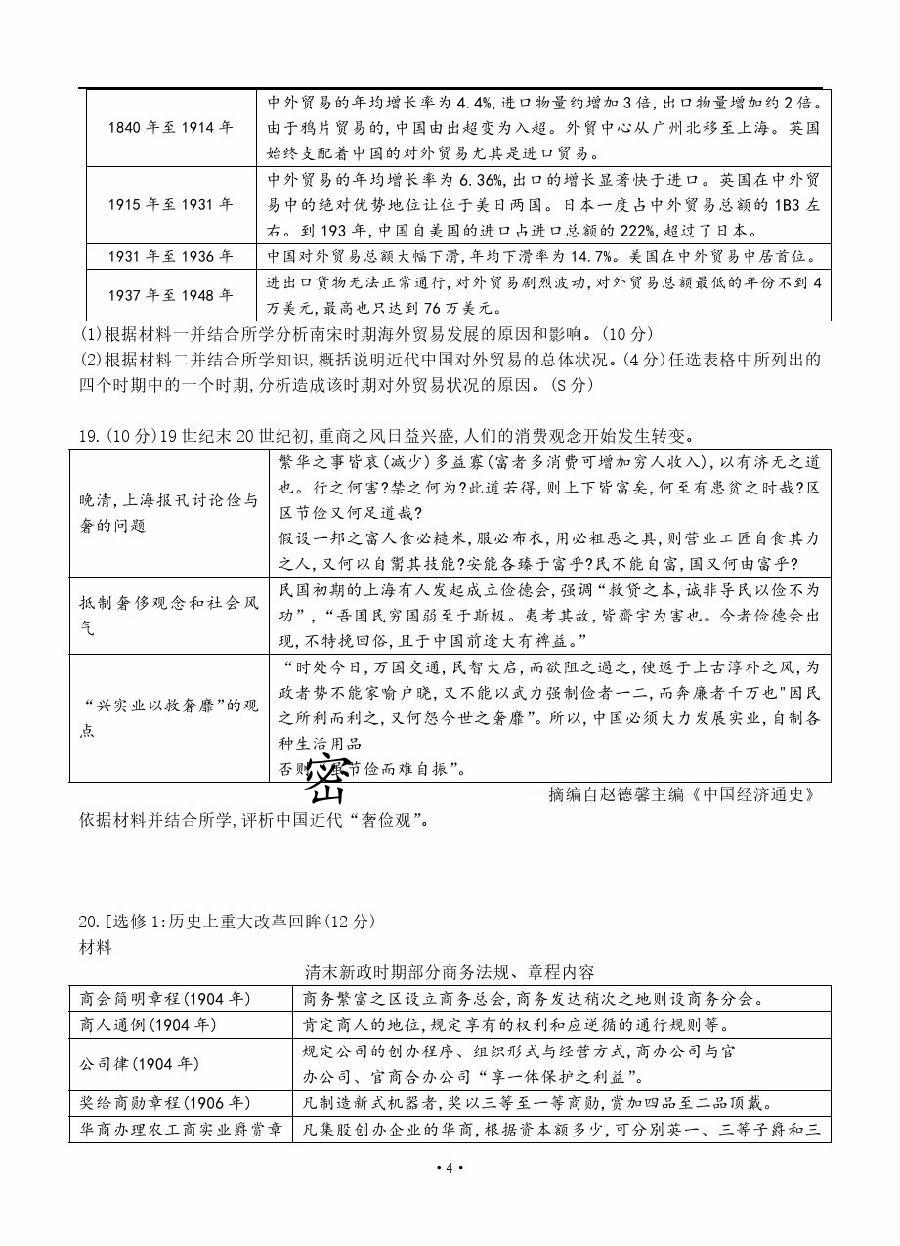 1840 年至 1914 年
中外贸易的年均增长率为 4.4%,进口物量约增加 3 倍,出口物量增加约 2 倍。
由于鸦片贸易的,中国由出超变为入超。外贸中心从广州北移至上海。英国
始终支配着中国的对外贸易尤其是进口贸易。
1915 年至 1931 年
中外贸易的年均增长率为 6.36%,出口的增长显著快于进口。英国在中外贸
易中的绝对优势地位让位于美日两国。日本一度占中外贸易总额的 1B3 左
右。到 193 年,中国自美国的进口占进口总额的 222%,超过了日本。
1931 年至 1936 年
中国对外贸易总额大幅下滑,年均下滑率为 14.7%。美国在中外贸易中居首位。
1937 年至 1948 年
进出口货物无法正常通行,对外贸易剧烈波动,对外贸易总额最低的年份不到 4
万美元,最高也只达到 76 万美元。
(1)根据材料一并结合所学分析南宋时期海外贸易发展的原因和影响。(10 分)
(2)根据材料二并结合所学知识,概括说明近代中国对外贸易的总体状况。(4 分)任选表格中所列出的
四个时期中的一个时期,分析造成该时期对外贸易状况的原因。(S 分)
19.(10 分)19 世纪末 20 世纪初,重商之风日益兴盛,人们的消费观念开始发生转变。
晚清,上海报刊讨论俭与
奢的问题
繁华之事皆哀(减少)多益寡(富者多消费可增加穷人收入),以有济无之道
也。行之何害?禁之何为?此道若得,则上下皆富矣,何至有患贫之时哉?区
区节俭又何足道哉?
假设一邦之富人食必糙米,服必布衣,用必粗恶之具,则营业工匠自食其力
之人,又何以自鬻其技能?安能各臻于富乎?民不能自富,国又何由富乎?
抵制奢侈观念和社会风
气
民国初期的上海有人发起成立俭德会,强调“救贷之本,诚非导民以俭不为
功”,“吾国民穷国弱至于斯极。夷考其故,皆奢字为害也。今者俭德会出
现,不特挽回俗,且于中国前途大有裨益。”
“兴实业以救奢靡”的观
点
“时处今日,万国交通,民智大启,而欲阻之遏之,使返于上古淳朴之风,为
政者势不能家喻户晓,又不能以武力强制俭者一二,而奔廉者千万也"因民
之所利而利之,又何怨今世之奢靡”。所以,中国必须大力发展实业,自制各
种生活用品
否则,虽节俭而难自振”。
密
摘编自赵德馨主编《中国经济通史》
依据材料并结合所学,评析中国近代“奢俭观”。
20.[选修 1:历史上重大改革回眸(12 分)
材料
清末新政时期部分商务法规、章程内容
商会简明章程(1904 年)
商务繁富之区设立商务总会,商务发达稍次之地则设商务分会。
商人通例(1904 年)
肯定商人的地位,规定享有的权利和应逆循的通行规则等。
公司律(1904 年)
规定公司的创办程序、组织形式与经营方式,商办公司与官
办公司、官商合办公司“享一体保护之利益”。
奖给商勋章程(1906 年)
凡制造新式机器者,奖以三等至一等商勋,赏加四品至二品顶戴。
华商办理农工商实业爵赏章
凡集股创办企业的华商,根据资本额多少,可分别英一、三等子爵和三
·4·